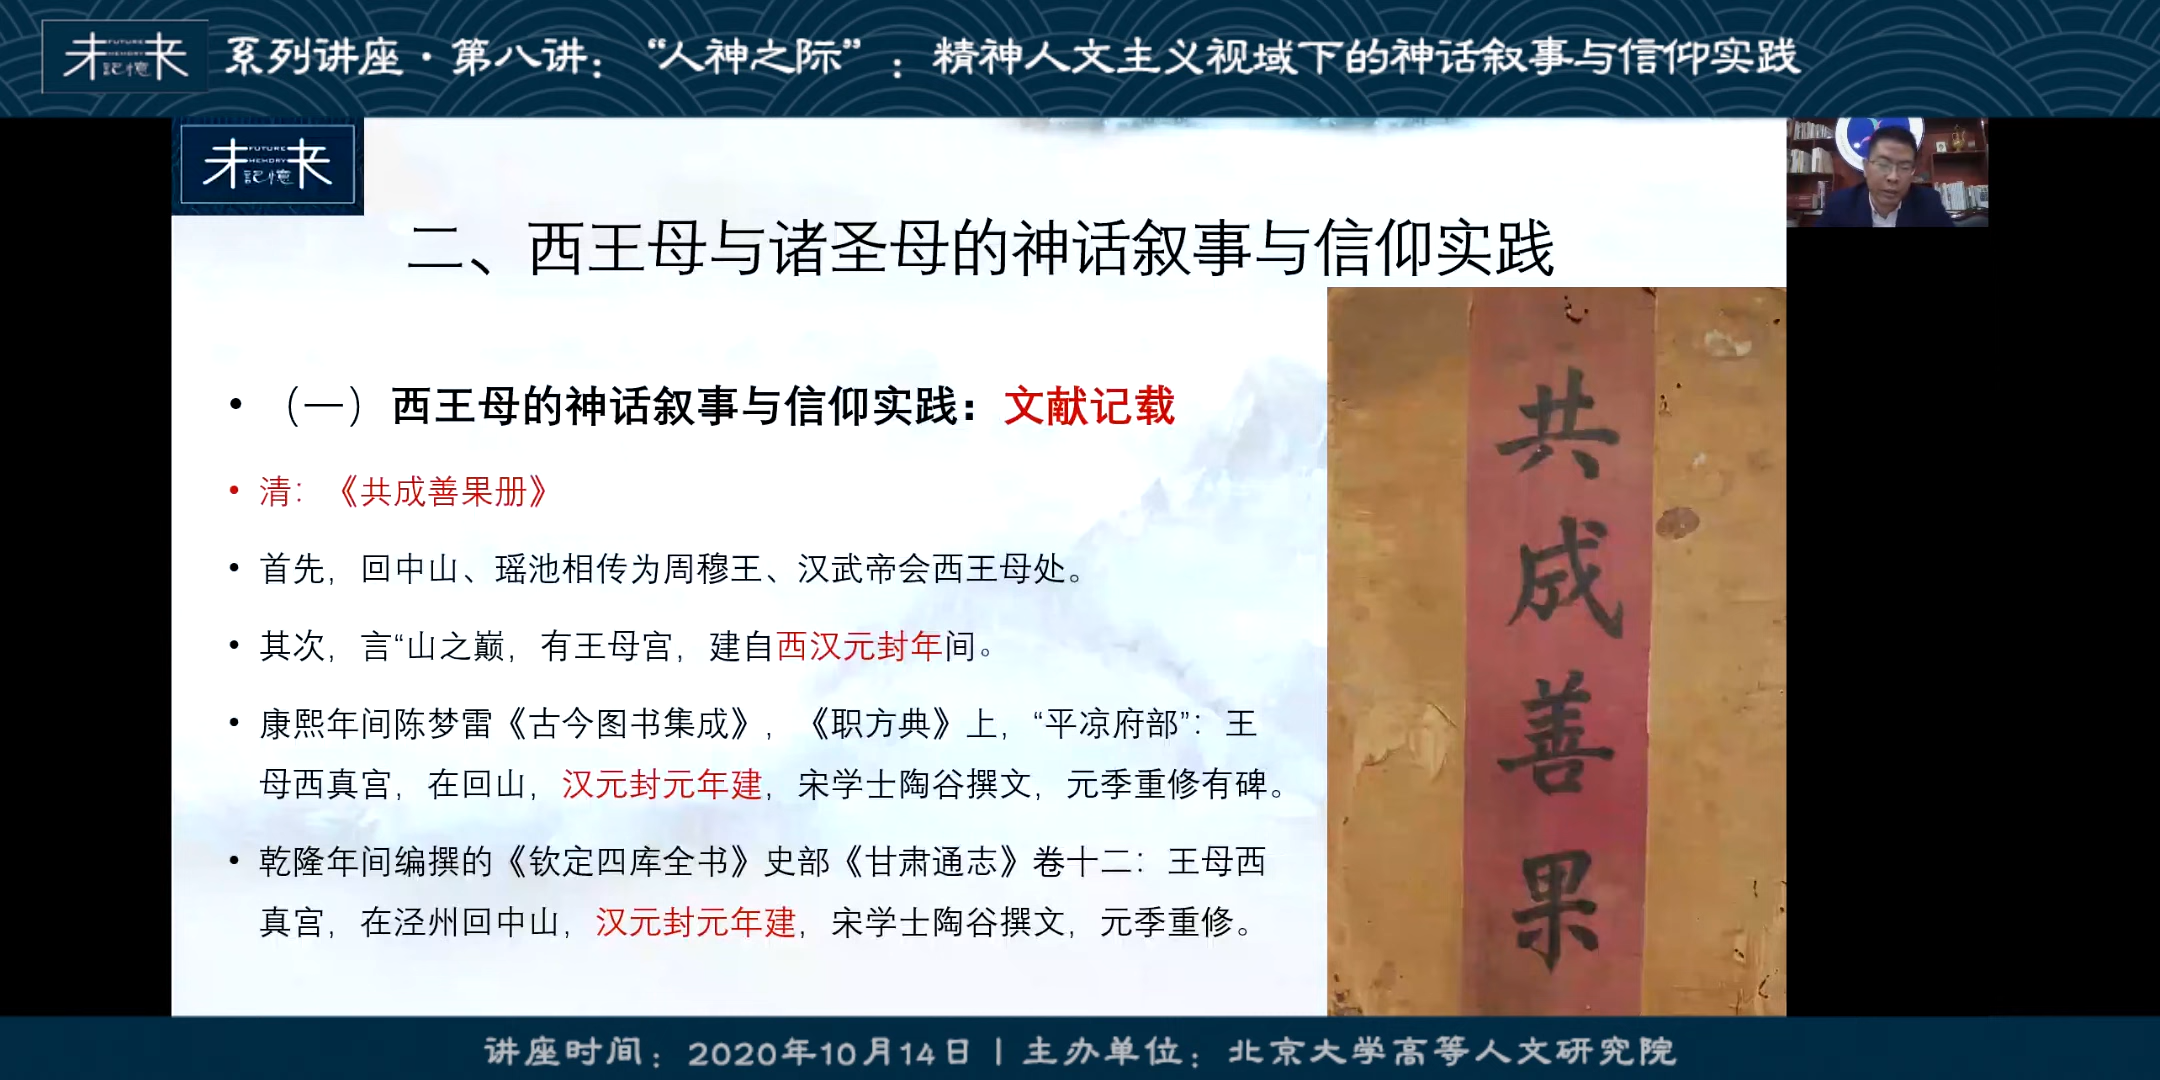 未来
記憶
系列讲座·第八讲：“人神之际”：精神人文主义视域下的神话叙事与信仰实践
未来
FUTURE
MEMORY
記憶
二、西王母与诸圣母的神话叙事与信仰实践
• （一）西王母的神话叙事与信仰实践：文献记载
• 清：《共成善果册》
• 首先，回中山、瑶池相传为周穆王、汉武帝会西王母处。
• 其次，言“山之巅，有王母宫，建自西汉元封年间。
• 康熙年间陈梦雷《古今图书集成》，《职方典》上，“平凉府部”：王
母西真宫，在回山，汉元封元年建，宋学士陶谷撰文，元季重修有碑。
• 乾隆年间编撰的《钦定四库全书》史部《甘肃通志》卷十二：王母西
真宫，在泾州回中山，汉元封元年建，宋学士陶谷撰文，元季重修。
共成善果
讲座时间：2020年10月14日丨主办单位：北京大学高等人文研究院